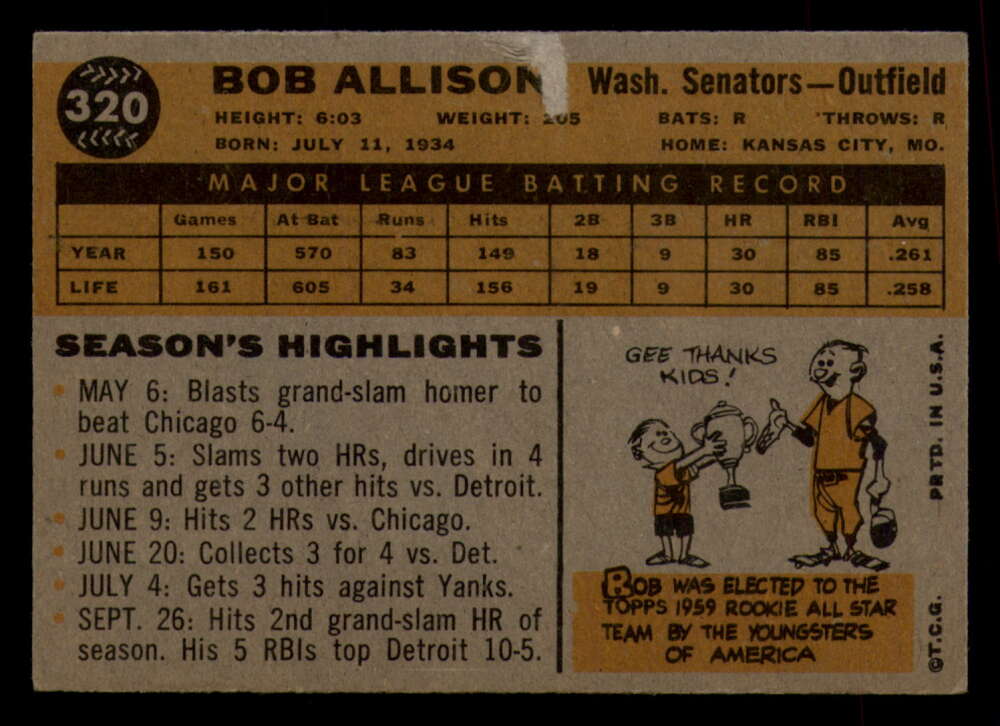 320
BOB ALLISON Wash. Senators—Outfield
HEIGHT: 6:03 WEIGHT: 205 BATS: R THROWS: R
BORN: JULY 11, 1934 HOME: KANSAS CITY, MO.
MAJOR LEAGUE BATTING RECORD
Games At Bat Runs Hits 2B 3B HR RBI Avg
YEAR 150 570 83 149 18 9 30 85 .261
LIFE 161 605 34 156 19 9 30 85 .258
SEASON'S HIGHLIGHTS
• MAY 6: Blasts grand-slam homer to
beat Chicago 6-4.
• JUNE 5: Slams two HRs, drives in 4
runs and gets 3 other hits vs. Detroit.
• JUNE 9: Hits 2 HRs vs. Chicago.
• JUNE 20: Collects 3 for 4 vs. Det.
• JULY 4: Gets 3 hits against Yanks.
• SEPT. 26: Hits 2nd grand-slam HR of
season. His 5 RBIs top Detroit 10-5.
GEE THANKS
KIDS!
BOB WAS ELECTED TO THE
TOPPS 1959 ROOKIE ALL STAR
TEAM BY THE YOUNGSTERS
OF AMERICA
©T.C.G. PRTD. IN U.S.A.